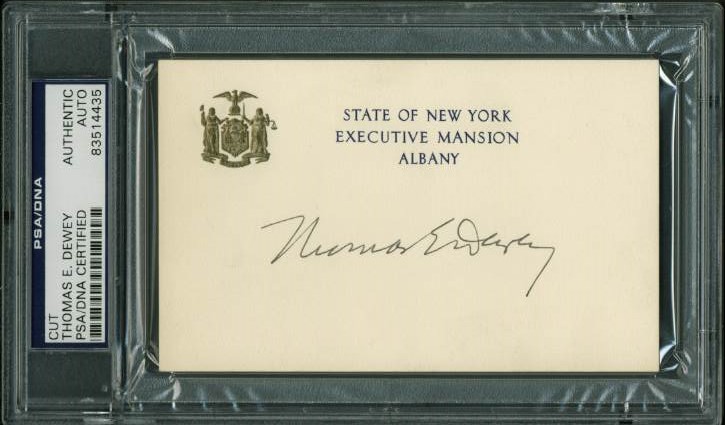 PSA/DNA
CUT
THOMAS E. DEWEY
PSA/DNA CERTIFIED
AUTHENTIC
AUTO
83514435
STATE OF NEW YORK
EXECUTIVE MANSION
ALBANY
Thomas E. Dewey